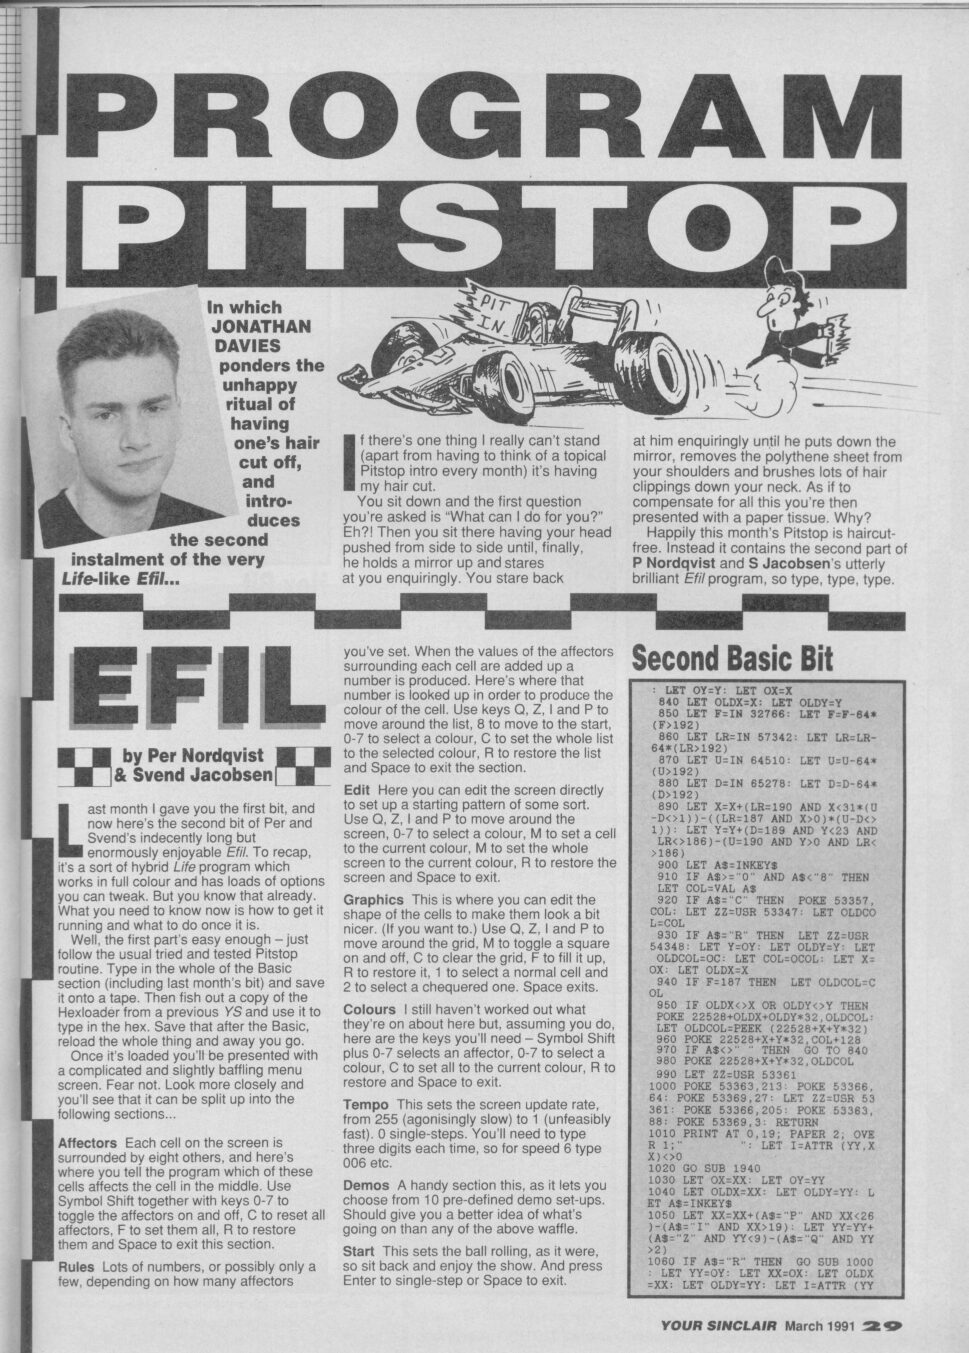 PROGRAM
PITSTOP
In which
JONATHAN
DAVIES
ponders the
unhappy
ritual of
having
one's hair
cut off,
and
intro-
duces
the second
instalment of the very
Life-like Efil...
PIT
IN.
If there's one thing I really can't stand
(apart from having to think of a topical
Pitstop intro every month) it's having
my hair cut.
You sit down and the first question
you're asked is "What can I do for you?"
Eh?! Then you sit there having your head
pushed from side to side until, finally,
he holds a mirror up and stares
at you enquiringly. You stare back
at him enquiringly until he puts down the
mirror, removes the polythene sheet from
your shoulders and brushes lots of hair
clippings down your neck. As if to
compensate for all this you're then
presented with a paper tissue. Why?
Happily this month's Pitstop is haircut-
free. Instead it contains the second part of
P Nordqvist and S Jacobsen's utterly
brilliant Efil program, so type, type, type.
EFIL
by Per Nordqvist
& Svend Jacobsen
Last month I gave you the first bit, and
now here's the second bit of Per and
Svend's indecently long but
enormously enjoyable Efil. To recap,
it's a sort of hybrid Life program which
works in full colour and has loads of options
you can tweak. But you know that already.
What you need to know now is how to get it
running and what to do once it is.
Well, the first part's easy enough – just
follow the usual tried and tested Pitstop
routine. Type in the whole of the Basic
section (including last month's bit) and save
it onto a tape. Then fish out a copy of the
Hexloader from a previous YS and use it to
type in the hex. Save that after the Basic,
reload the whole thing and away you go.
Once it's loaded you'll be presented with
a complicated and slightly baffling menu
screen. Fear not. Look more closely and
you'll see that it can be split up into the
following sections...
Affectors Each cell on the screen is
surrounded by eight others, and here's
where you tell the program which of these
cells affects the cell in the middle. Use
Symbol Shift together with keys 0-7 to
toggle the affectors on and off, C to reset all
affectors, F to set them all, R to restore
them and Space to exit this section.
Rules Lots of numbers, or possibly only a
few, depending on how many affectors
you've set. When the values of the affectors
surrounding each cell are added up a
number is produced. Here's where that
number is looked up in order to produce the
colour of the cell. Use keys Q, Z, I and P to
move around the list, 8 to move to the start,
0-7 to select a colour, C to set the whole list
to the selected colour, R to restore the list
and Space to exit the section.
Edit Here you can edit the screen directly
to set up a starting pattern of some sort.
Use Q, Z, I and P to move around the
screen, 0-7 to select a colour, M to set a cell
to the current colour, M to set the whole
screen to the current colour, R to restore the
screen and Space to exit.
Graphics This is where you can edit the
shape of the cells to make them look a bit
nicer. (If you want to.) Use Q, Z, I and P to
move around the grid, M to toggle a square
on and off, C to clear the grid, F to fill it up,
R to restore it, 1 to select a normal cell and
2 to select a chequered one. Space exits.
Colours I still haven't worked out what
they're on about here but, assuming you do,
here are the keys you'll need – Symbol Shift
plus 0-7 selects an affector, 0-7 to select a
colour, C to set all to the current colour, R to
restore and Space to exit.
Tempo This sets the screen update rate,
from 255 (agonisingly slow) to 1 (unfeasibly
fast). 0 single-steps. You'll need to type
three digits each time, so for speed 6 type
006 etc.
Demos A handy section this, as it lets you
choose from 10 pre-defined demo set-ups.
Should give you a better idea of what's
going on than any of the above waffle.
Start This sets the ball rolling, as it were,
so sit back and enjoy the show. And press
Enter to single-step or Space to exit.
Second Basic Bit
: LET OY=Y: LET OX=X
840 LET OLDX=X: LET OLDY=Y
850 LET F=IN 32766: LET F=F-64*
(F>192)
860 LET LR=IN 57342: LET LR=LR-
64*(LR>192)
870 LET U=IN 64510: LET U=U-64*
(U>192)
880 LET D=IN 65278: LET D=D-64*
(D>192)
890 LET X=X+(LR=190 AND X<31*(U
-D<>1))-((LR=187 AND X>0)*(U-D<>
1)): LET Y=Y+(D=189 AND Y<23 AND
LR<>186)-(U=190 AND Y>0 AND LR<
>186)
900 LET A$=INKEY$
910 IF A$>="0" AND A$<"8" THEN
LET COL=VAL A$
920 IF A$="C" THEN POKE 53357,
COL: LET ZZ=USR 53347: LET OLDCO
L=COL
930 IF A$="R" THEN LET ZZ=USR
54348: LET Y=OY: LET OLDY=Y: LET
OLDCOL=OC: LET COL=OCOL: LET X=
OX: LET OLDX=X
940 IF F=187 THEN LET OLDCOL=C
OL
950 IF OLDX<>X OR OLDY<>Y THEN
POKE 22528+OLDX+OLDY*32,OLDCOL:
LET OLDCOL=PEEK (22528+X+Y*32)
960 POKE 22528+X+Y*32,COL+128
970 IF A$<>" " THEN GO TO 840
980 POKE 22528+X+Y*32,OLDCOL
990 LET ZZ=USR 53361
1000 POKE 53363,213: POKE 53366,
64: POKE 53369,27: LET ZZ=USR 53
361: POKE 53366,205: POKE 53363,
88: POKE 53369,3: RETURN
1010 PRINT AT 0,19; PAPER 2; OVE
R 1;" ": LET I=ATTR (YY,X
X)<>0
1020 GO SUB 1940
1030 LET OX=XX: LET OY=YY
1040 LET OLDX=XX: LET OLDY=YY: L
ET A$=INKEY$
1050 LET XX=XX+(A$="P" AND XX<26
)-(A$="I" AND XX>19): LET YY=YY+
(A$="Z" AND YY<9)-(A$="Q" AND YY
>2)
1060 IF A$="R" THEN GO SUB 1000
: LET YY=OY: LET XX=OX: LET OLDX
=XX: LET OLDY=YY: LET I=ATTR (YY
YOUR SINCLAIR March 1991 29